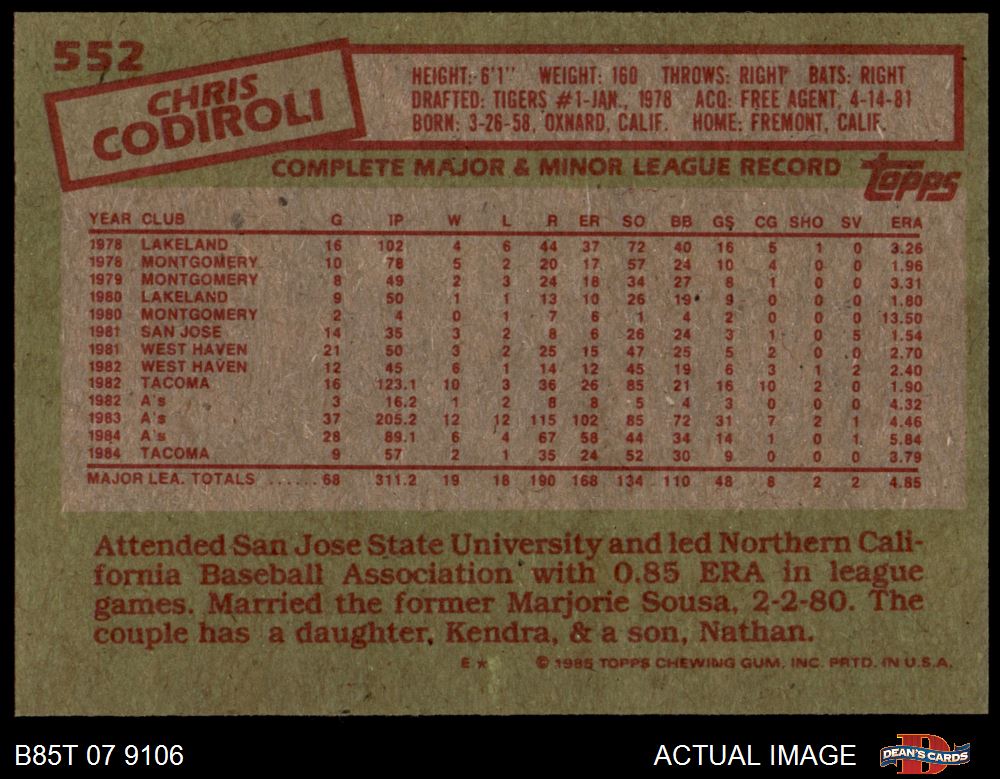 552
CHRIS
CODIROLI
HEIGHT: 6'1" WEIGHT: 160 THROWS: RIGHT BATS: RIGHT
DRAFTED: TIGERS #1-JAN., 1978 ACQ: FREE AGENT, 4-14-81
BORN: 3-26-58, OXNARD, CALIF. HOME: FREMONT, CALIF.
COMPLETE MAJOR & MINOR LEAGUE RECORD
topps
YEAR CLUB G IP W L R ER SO BB GS CG SHO SV ERA
1978 LAKELAND 16 102 4 6 44 37 72 40 16 5 1 0 3.26
1978 MONTGOMERY 10 78 5 2 20 17 57 24 10 4 0 0 1.96
1979 MONTGOMERY 8 49 2 3 24 18 34 27 8 1 0 0 3.31
1980 LAKELAND 9 50 1 1 13 10 26 19 9 0 0 0 1.80
1980 MONTGOMERY 2 4 0 1 7 6 1 4 2 0 0 0 13.50
1981 SAN JOSE 14 35 3 2 8 6 26 24 3 1 0 5 1.54
1981 WEST HAVEN 21 50 3 2 25 15 47 25 5 2 0 0 2.70
1982 WEST HAVEN 12 45 6 1 14 12 45 19 6 3 1 2 2.40
1982 TACOMA 16 123.1 10 3 36 26 85 21 16 10 2 0 1.90
1982 A's 3 16.2 1 2 8 8 5 4 3 0 0 0 4.32
1983 A's 37 205.2 12 12 115 102 85 72 31 7 2 1 4.46
1984 A's 28 89.1 6 4 67 58 44 34 14 1 0 1 5.84
1984 TACOMA 9 57 2 1 35 24 52 30 9 0 0 0 3.79
MAJOR LEA. TOTALS ...... 68 311.2 19 18 190 168 134 110 48 8 2 2 4.85
Attended San Jose State University and led Northern Cali-
fornia Baseball Association with 0.85 ERA in league
games. Married the former Marjorie Sousa, 2-2-80. The
couple has a daughter, Kendra, & a son, Nathan.
E* © 1985 TOPPS CHEWING GUM, INC. PRTD. IN U.S.A.
B85T 07 9106 ACTUAL IMAGE DEAN'S CARDS